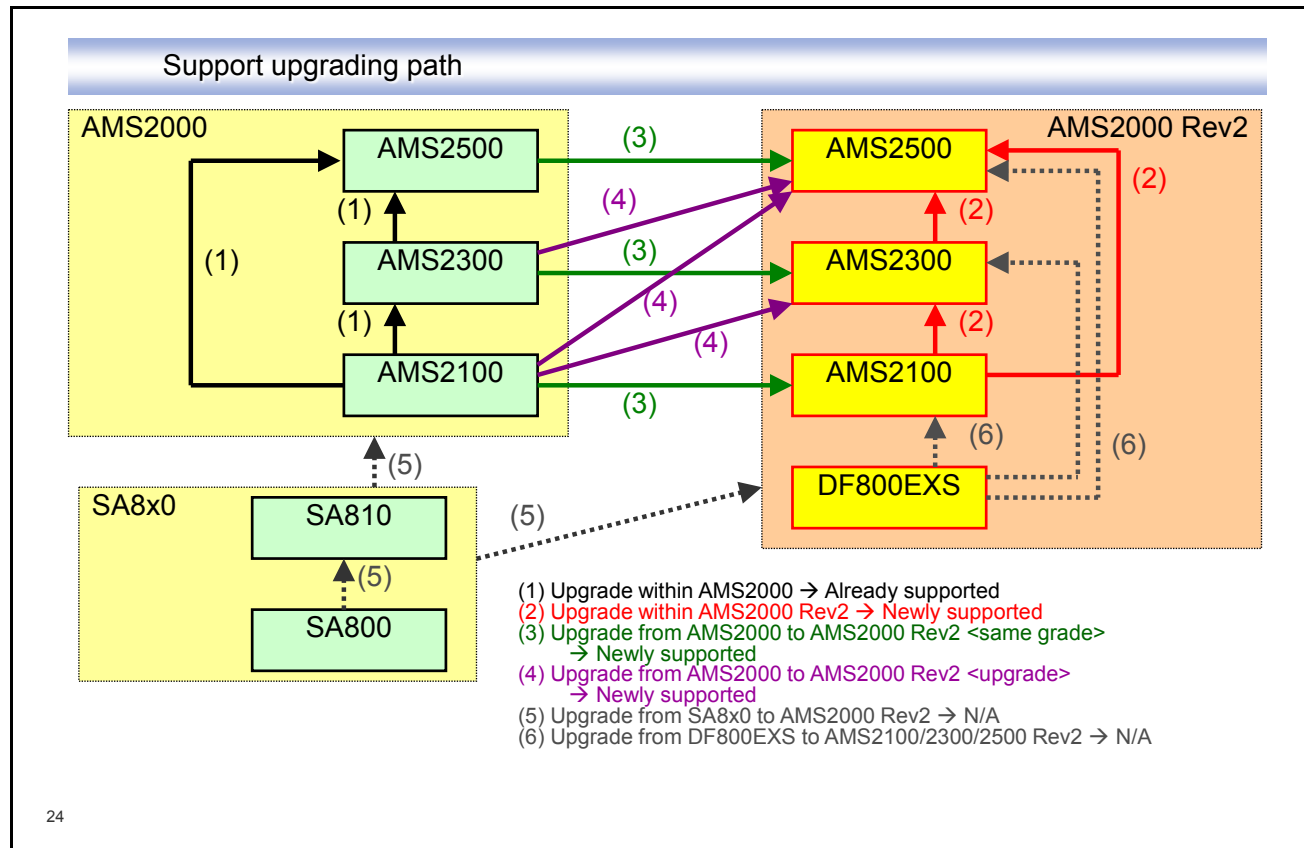 Support upgrading path
AMS2000
AMS2000 Rev2
AMS2500
(3)
AMS2500
(1)
(4)
(2)
(2)
(1)
AMS2300
(3)
AMS2300
(1)
(4)
(4)
(2)
AMS2100
(3)
AMS2100
(5)
(6)
(6)
SA8x0
SA810
(5)
DF800EXS
(5)
SA800
(1) Upgrade within AMS2000 → Already supported
(2) Upgrade within AMS2000 Rev2 → Newly supported
(3) Upgrade from AMS2000 to AMS2000 Rev2 <same grade>
→ Newly supported
(4) Upgrade from AMS2000 to AMS2000 Rev2 <upgrade>
→ Newly supported
(5) Upgrade from SA8x0 to AMS2000 Rev2 → N/A
(6) Upgrade from DF800EXS to AMS2100/2300/2500 Rev2 → N/A
24